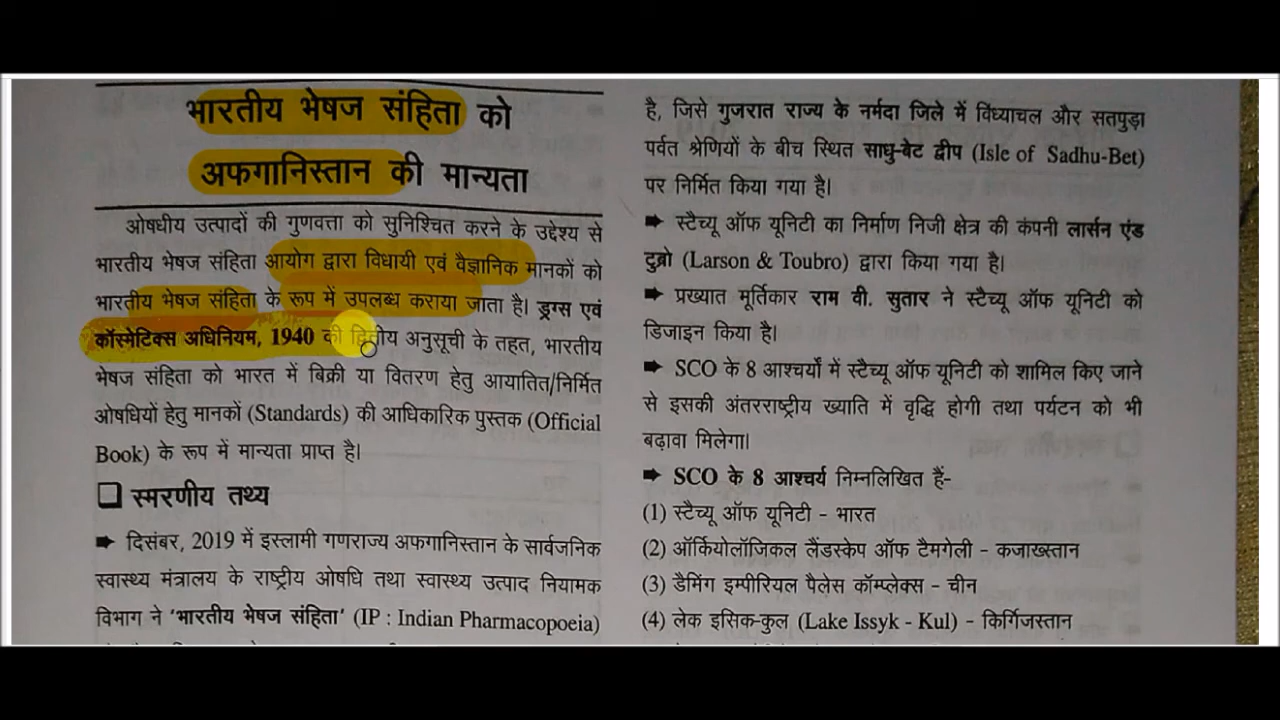 भारतीय भेषज संहिता को
अफगानिस्तान की मान्यता
ओषधीय उत्पादों की गुणवत्ता को सुनिश्चित करने के उद्देश्य से
भारतीय भेषज संहिता आयोग द्वारा विधायी एवं वैज्ञानिक मानकों को
भारतीय भेषज संहिता के रूप में उपलब्ध कराया जाता है। ड्रग्स एवं
कॉस्मेटिक्स अधिनियम, 1940 की द्वितीय अनुसूची के तहत, भारतीय
भेषज संहिता को भारत में बिक्री या वितरण हेतु आयातित/निर्मित
ओषधियों हेतु मानकों (Standards) की आधिकारिक पुस्तक (Official
Book) के रूप में मान्यता प्राप्त है।
❑ स्मरणीय तथ्य
➡ दिसंबर, 2019 में इस्लामी गणराज्य अफगानिस्तान के सार्वजनिक
स्वास्थ्य मंत्रालय के राष्ट्रीय ओषधि तथा स्वास्थ्य उत्पाद नियामक
विभाग ने 'भारतीय भेषज संहिता' (IP : Indian Pharmacopoeia)
है, जिसे गुजरात राज्य के नर्मदा जिले में विंध्याचल और सतपुड़ा
पर्वत श्रेणियों के बीच स्थित साधु-बेट द्वीप (Isle of Sadhu-Bet)
पर निर्मित किया गया है।
➡ स्टैच्यू ऑफ यूनिटी का निर्माण निजी क्षेत्र की कंपनी लार्सन एंड
टुब्रो (Larson & Toubro) द्वारा किया गया है।
➡ प्रख्यात मूर्तिकार राम वी. सुतार ने स्टैच्यू ऑफ यूनिटी को
डिजाइन किया है।
➡ SCO के 8 आश्चर्यों में स्टैच्यू ऑफ यूनिटी को शामिल किए जाने
से इसकी अंतरराष्ट्रीय ख्याति में वृद्धि होगी तथा पर्यटन को भी
बढ़ावा मिलेगा।
➡ SCO के 8 आश्चर्य निम्नलिखित हैं-
(1) स्टैच्यू ऑफ यूनिटी - भारत
(2) ऑर्कियोलॉजिकल लैंडस्केप ऑफ टैमगेली - कजाख्स्तान
(3) डैमिंग इम्पीरियल पैलेस कॉम्प्लेक्स - चीन
(4) लेक इसिक-कुल (Lake Issyk - Kul) - किर्गिजस्तान